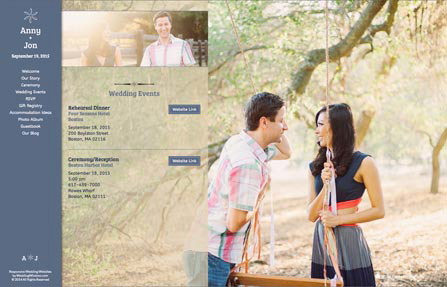 Anny
+
Jon
September 19, 2015
Welcome
Our Story
Ceremony
Wedding Events
RSVP
Gift Registry
Accommodation Ideas
Photo Album
Guestbook
Our Blog
A J
Responsive Wedding Websites
by WeddingWindow.com
© 2014 All Rights Reserved
Wedding Events
Rehearsal Dinner
Four Seasons Hotel
Boston
Website Link
September 18, 2015
200 Boylston Street
Boston, MA 02116
Ceremony/Reception
Boston Harbor Hotel
Website Link
September 19, 2015
5:00 pm
617-439-7000
Rowes Wharf
Boston, MA 02111